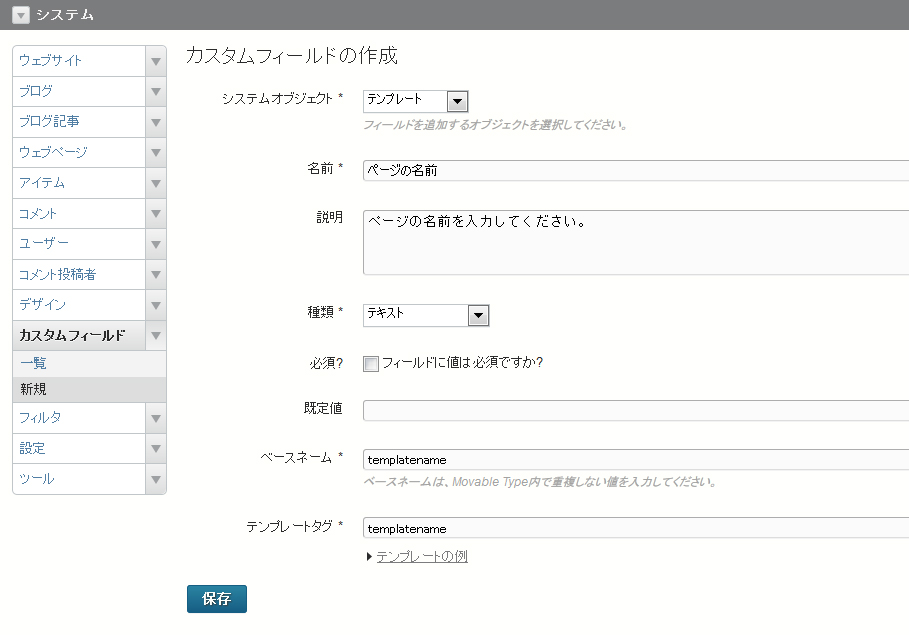 システム
ウェブサイト
ブログ
ブログ記事
ウェブページ
アイテム
コメント
ユーザー
コメント投稿者
デザイン
カスタムフィールド
一覧
新規
フィルタ
設定
ツール
カスタムフィールドの作成
システムオブジェクト *
テンプレート
フィールドを追加するオブジェクトを選択してください。
名前 *
ページの名前
説明
ページの名前を入力してください。
種類 *
テキスト
必須?
フィールドに値は必須ですか?
既定値
ベースネーム *
templatename
ベースネームは、Movable Type内で重複しない値を入力してください。
テンプレートタグ *
templatename
テンプレートの例
保存